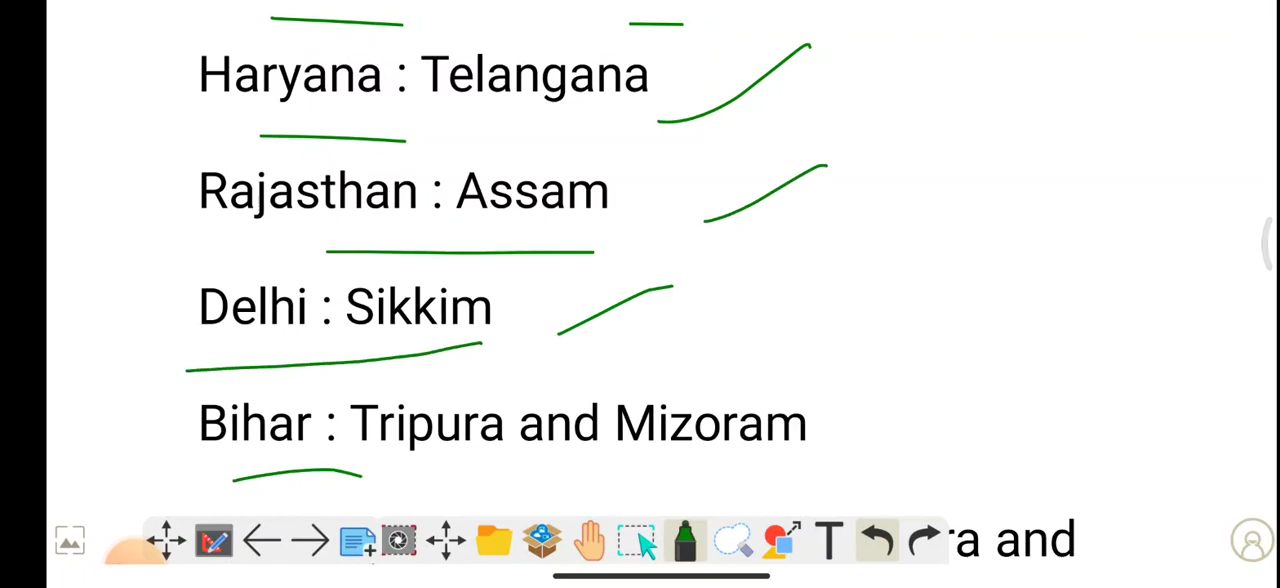 Haryana : Telangana
Rajasthan : Assam
Delhi : Sikkim
Bihar : Tripura and Mizoram
and